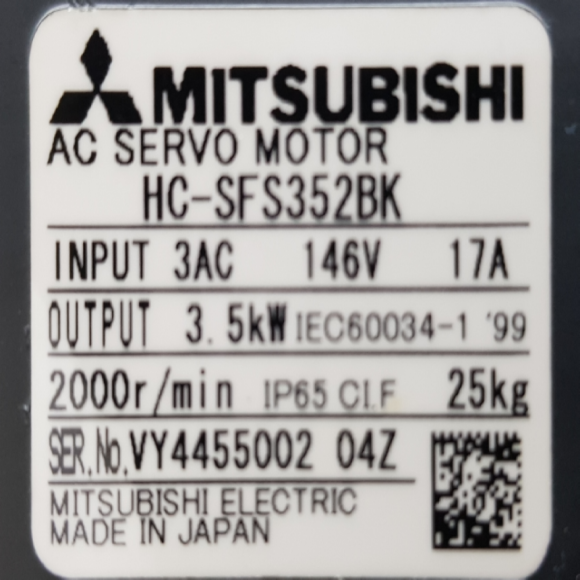 MITSUBISHI
AC SERVO MOTOR
HC-SFS352BK
INPUT 3AC 146V 17A
OUTPUT 3.5kW IEC60034-1 '99
2000r/min IP65 CI.F 25kg
SER.No.VY4455002 04Z
MITSUBISHI ELECTRIC
MADE IN JAPAN